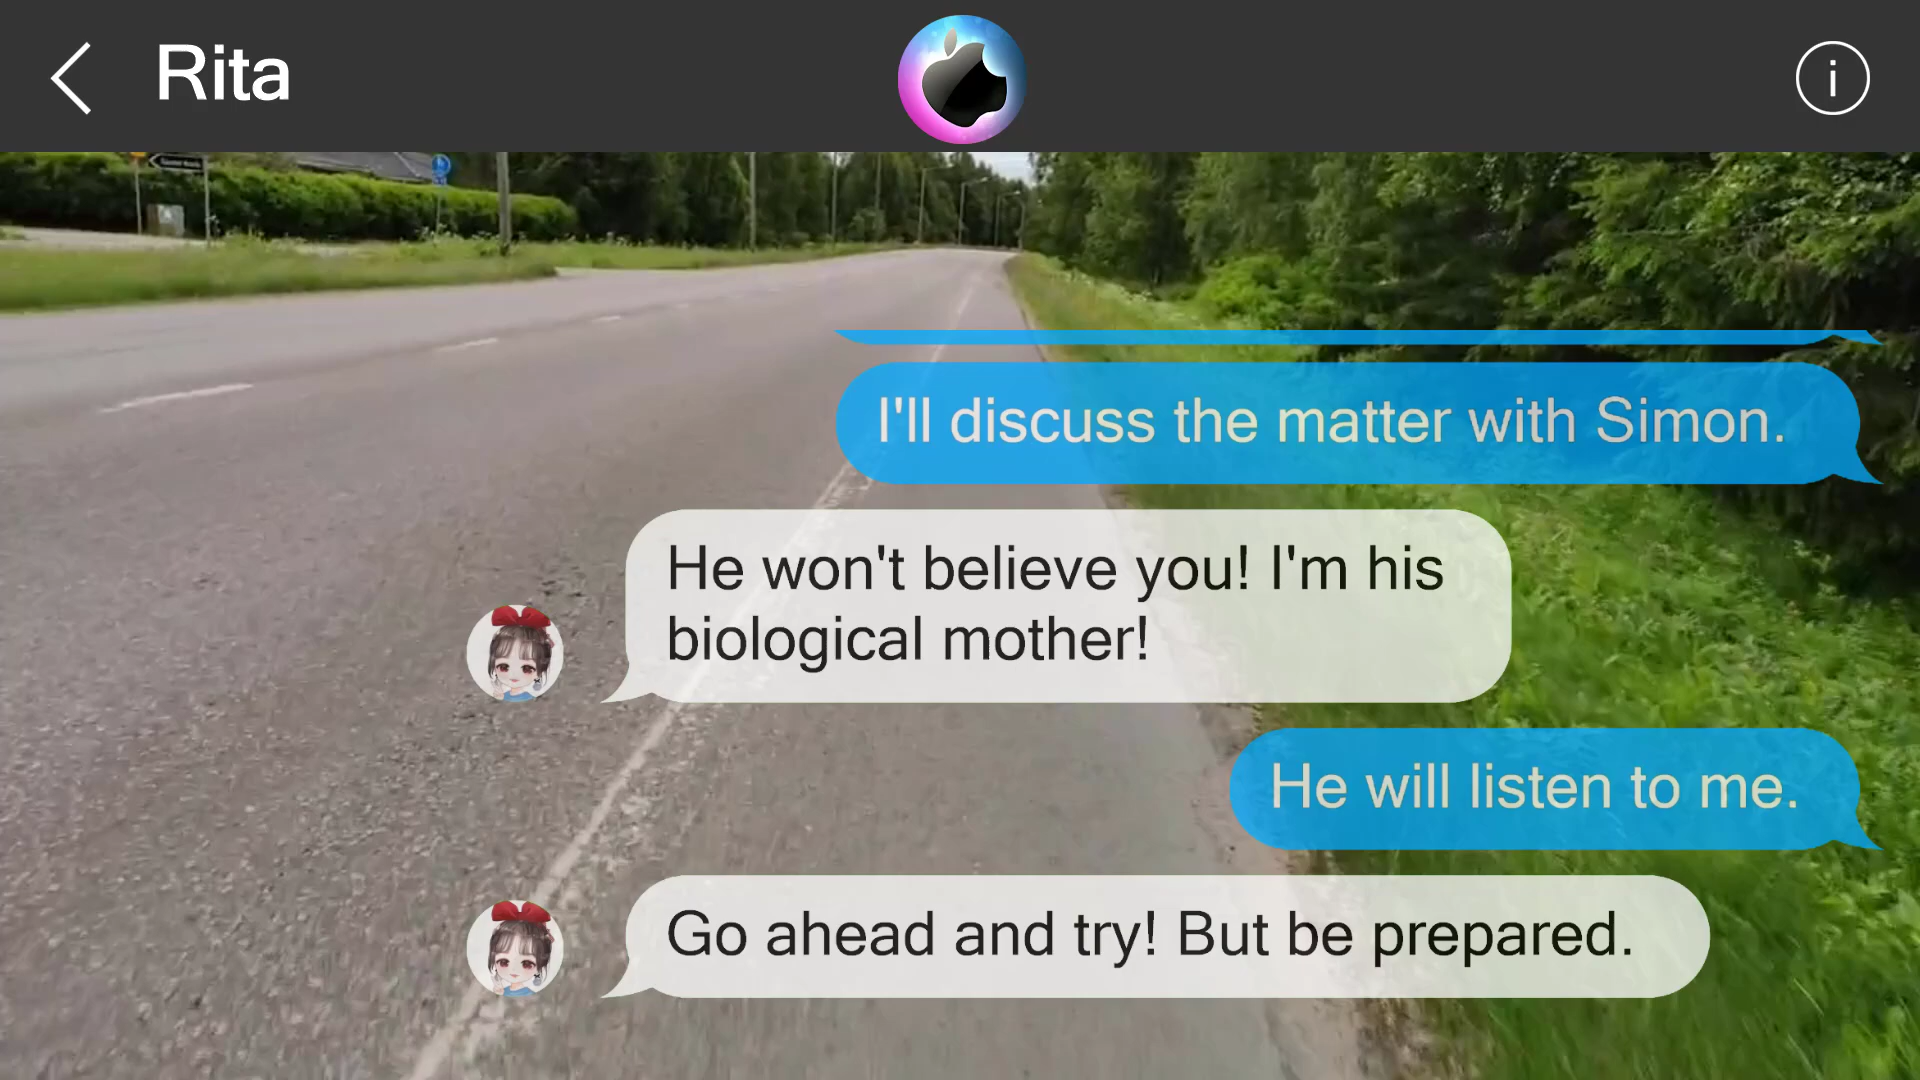 Rita
I'll discuss the matter with Simon.
He won't believe you! I'm his
biological mother!
He will listen to me.
Go ahead and try! But be prepared.